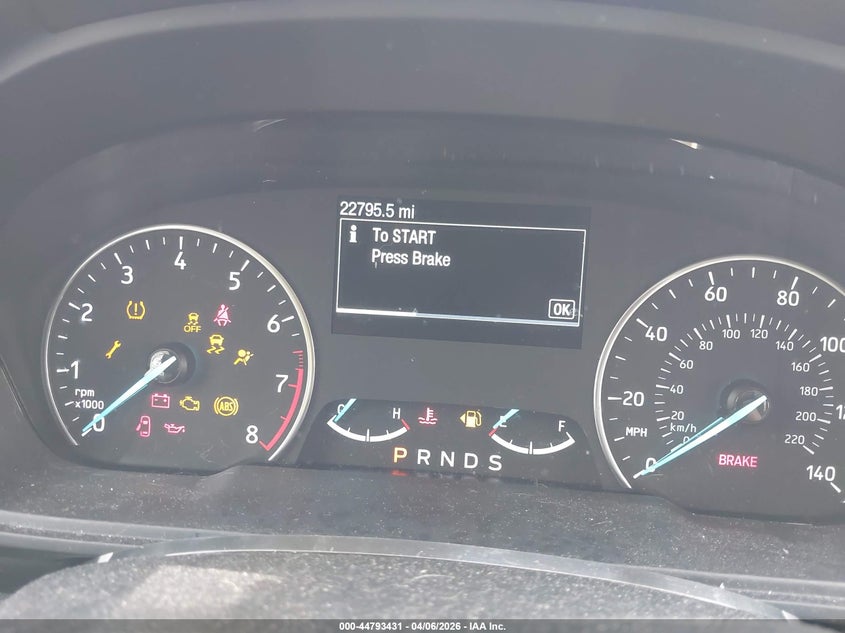 22795.5 mi
i To START
Press Brake
OK
0 1 2 3 4 5 6 7 8
rpm
x1000
OFF
ABS
C H
E F
PRNDS
0 20 40 60 80 100 140
MPH
0 20 40 60 80 100 120 140 160 180 200 220
km/h
BRAKE
000-44793431 - 04/06/2026 - IAA Inc.